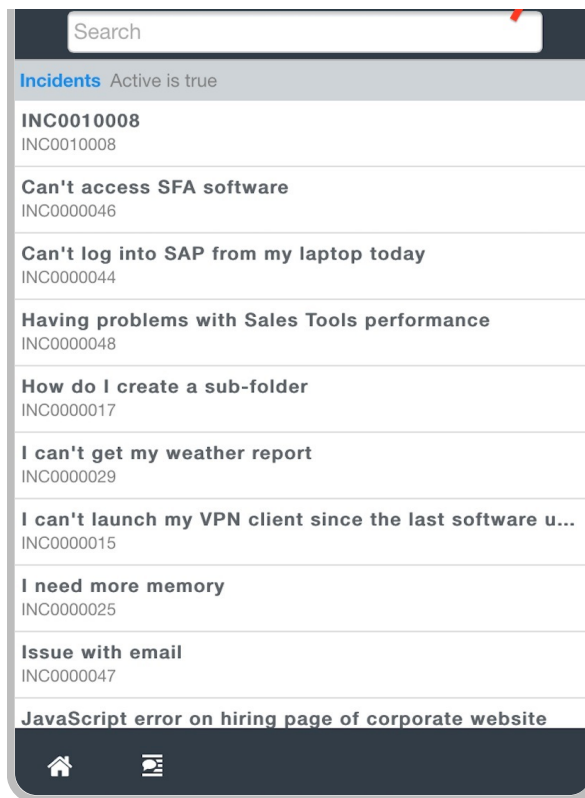 Search
Incidents Active is true
INC0010008
INC0010008
Can't access SFA software
INC0000046
Can't log into SAP from my laptop today
INC0000044
Having problems with Sales Tools performance
INC0000048
How do I create a sub-folder
INC0000017
I can't get my weather report
INC0000029
I can't launch my VPN client since the last software u...
INC0000015
I need more memory
INC0000025
Issue with email
INC0000047
JavaScript error on hiring page of corporate website